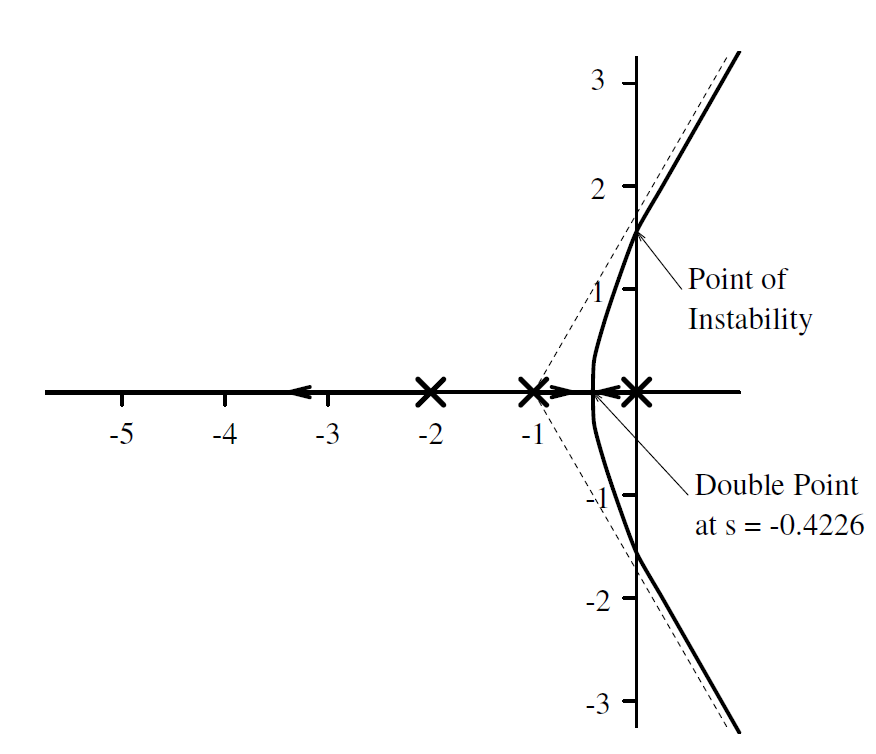 3
2
1
Point of
Instability
-5
-4
-3
-2
-1
Double Point
at s = -0.4226
-1
-2
-3